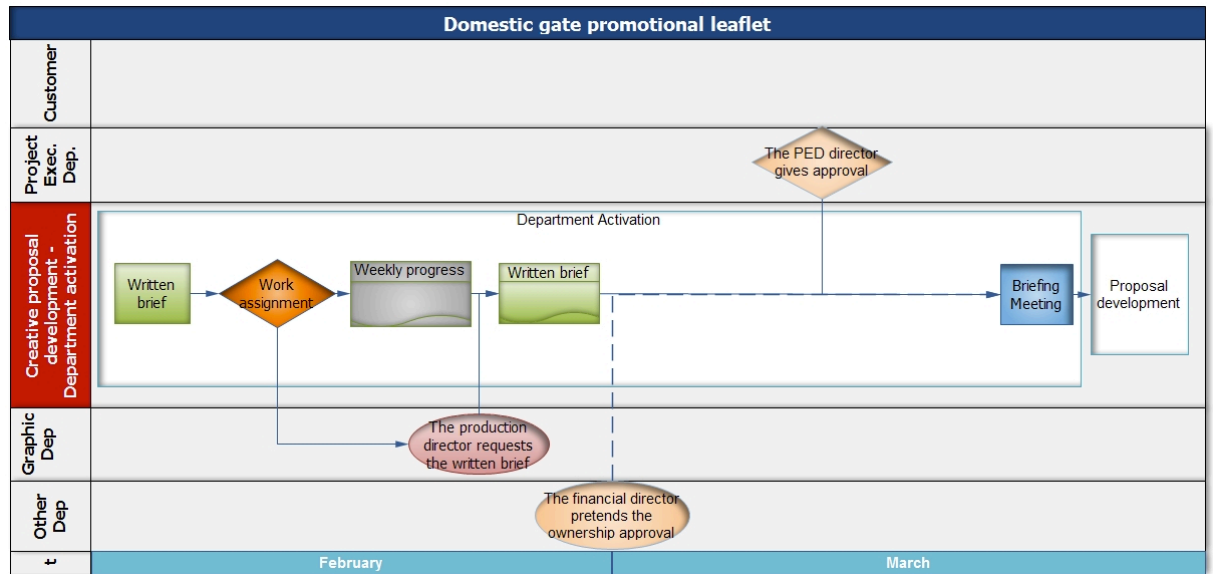 Domestic gate promotional leaflet
Customer
Project
Exec.
Dep.
The PED director
gives approval
Creative proposal
development -
Department activation
Department Activation
Written
brief
Work
assignment
Weekly progress
Written brief
Briefing
Meeting
Proposal
development
Graphic
Dep
The production
director requests
the written brief
Other
Dep
The financial director
pretends the
ownership approval
t
February
March